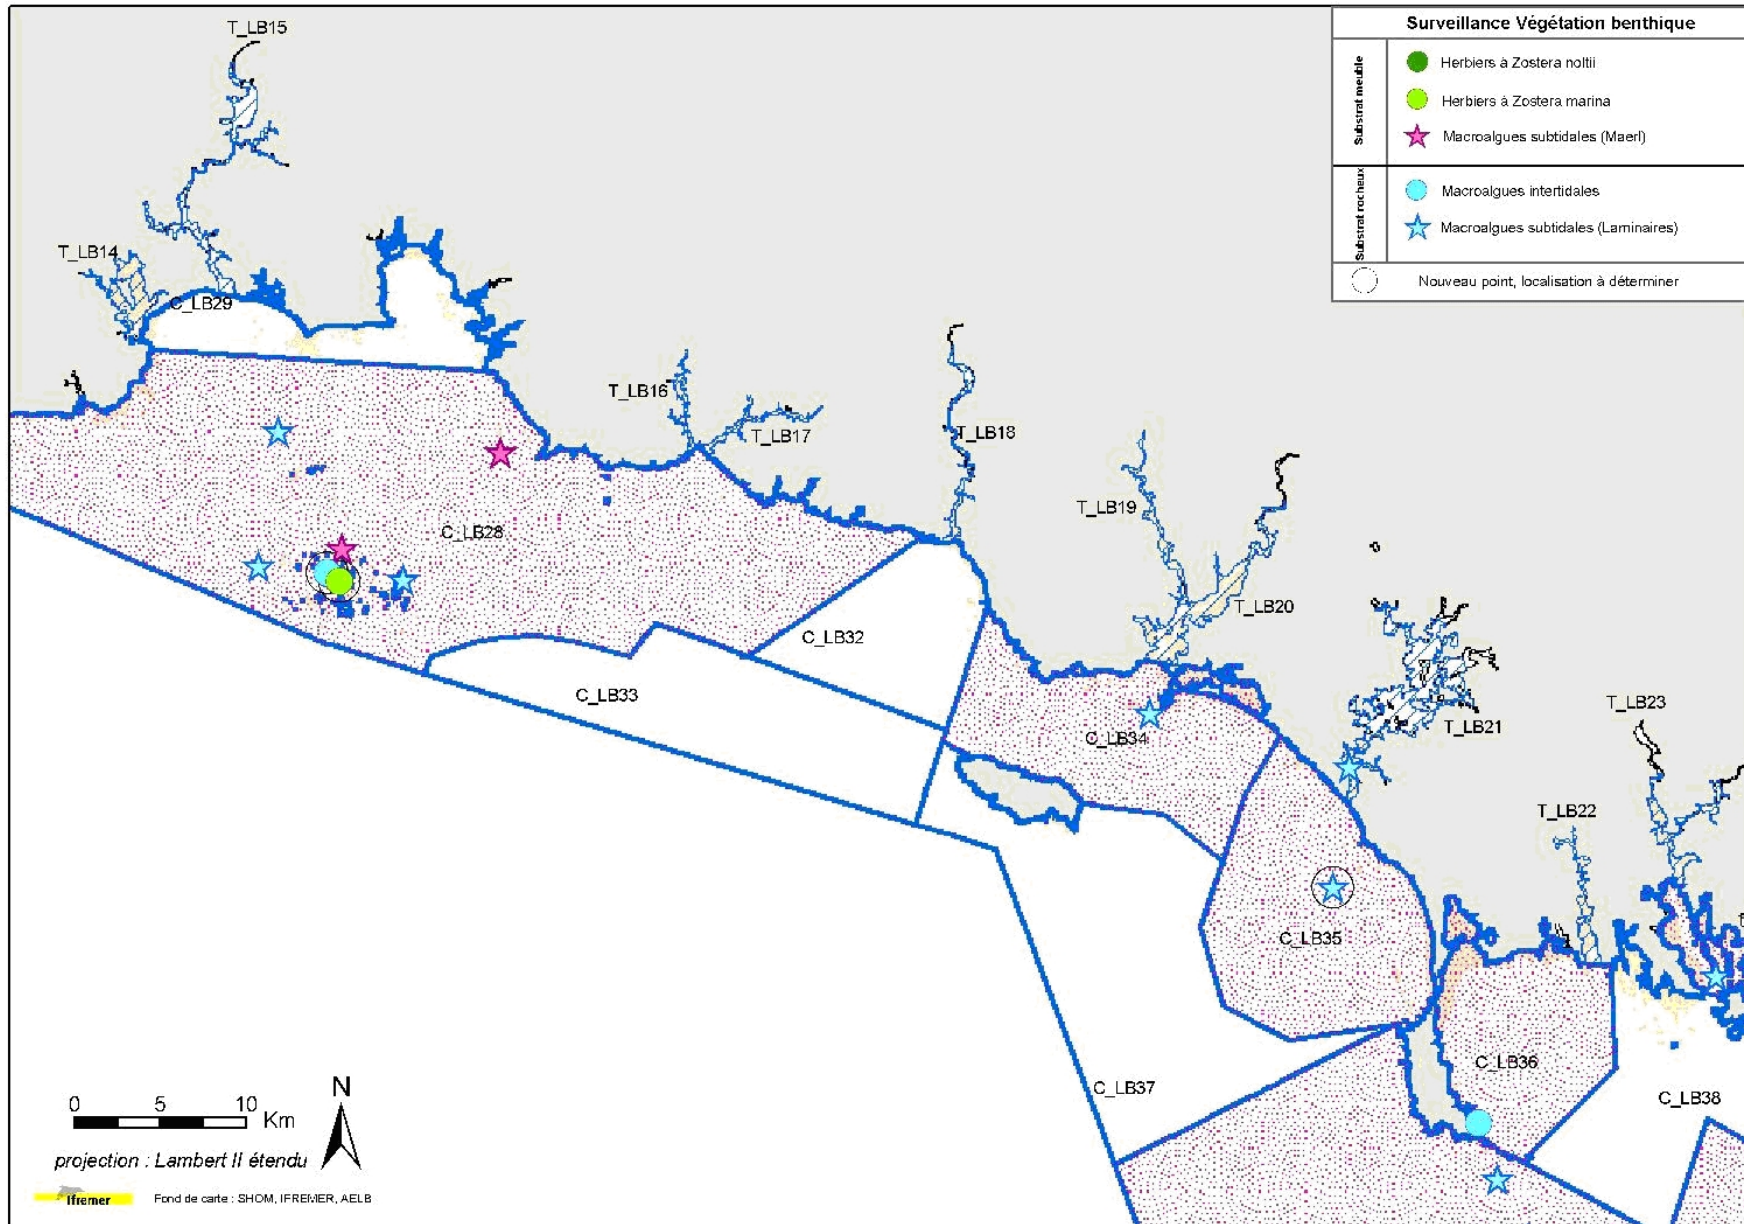 Surveillance Végétation benthique
Substrat meuble
Herbiers à Zostera noltii
Herbiers à Zostera marina
Macroalgues subtidales (Maerl)
Substrat rocheux
Macroalgues intertidales
Macroalgues subtidales (Laminaires)
Nouveau point, localisation à déterminer
T_LB15
T_LB14
C_LB29
T_LB16
T_LB17
T_LB18
T_LB19
T_LB20
C_LB28
C_LB32
C_LB33
C_LB34
T_LB21
T_LB23
T_LB22
C_LB35
C_LB36
C_LB37
C_LB38
N
0 5 10 Km
projection : Lambert II étendu
Ifremer
Fond de carte : SHOM, IFREMER, AELB